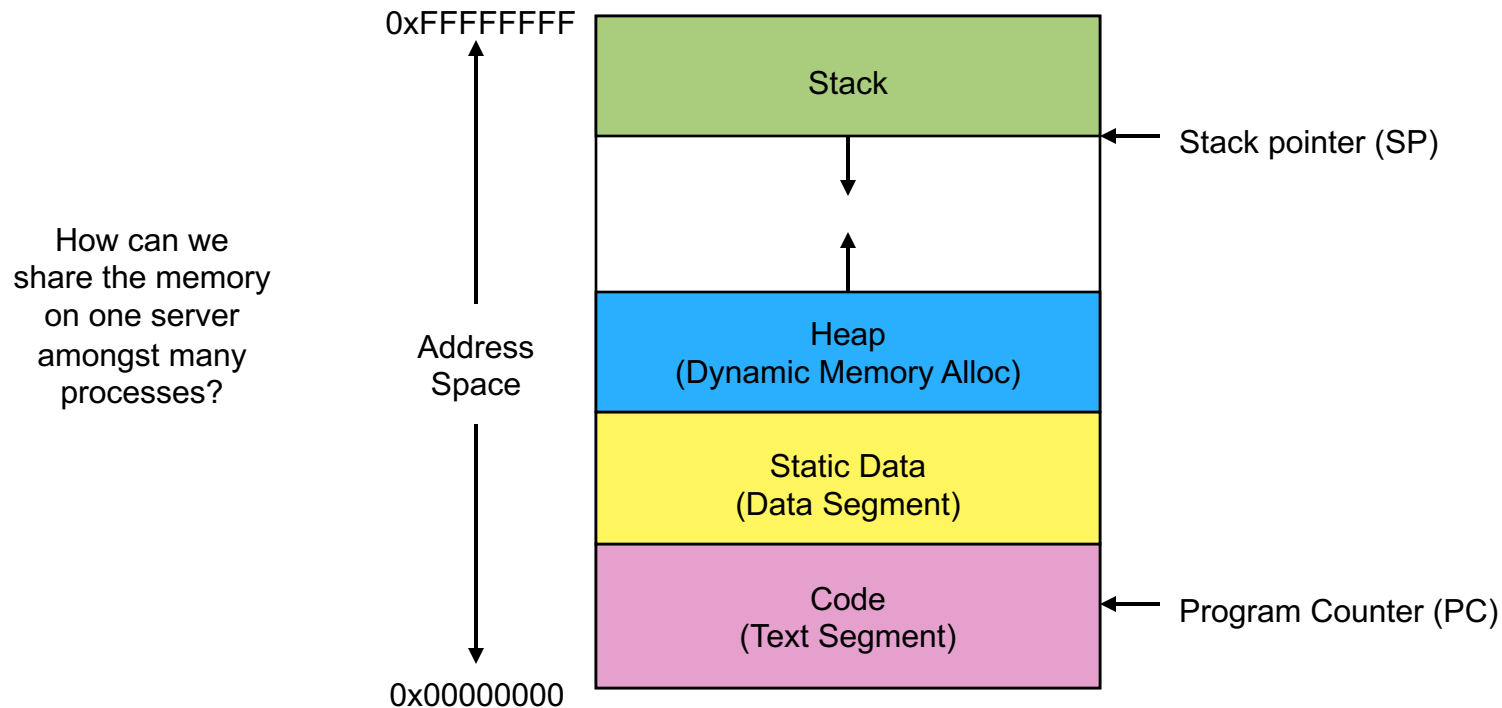 0xFFFFFFFF
Stack
Stack pointer (SP)
How can we
share the memory
on one server
amongst many
processes?
Address
Space
Heap
(Dynamic Memory Alloc)
Static Data
(Data Segment)
Code
(Text Segment)
Program Counter (PC)
0x00000000